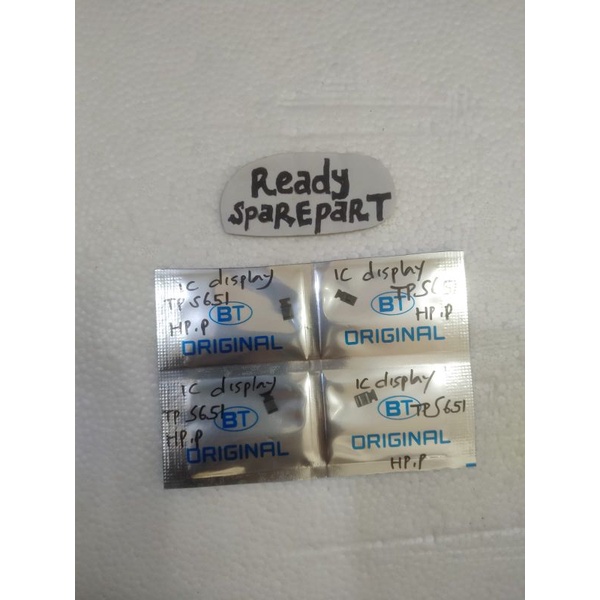 Ready
SPAREPART
IC display
TPS651
BT
HP.P
ORIGINAL
IC display
TPS651
BT
HP.P
ORIGINAL
IC display
TPS651
BT
HP.P
ORIGINAL
IC display
BT TPS651
ORIGINAL
HP.P